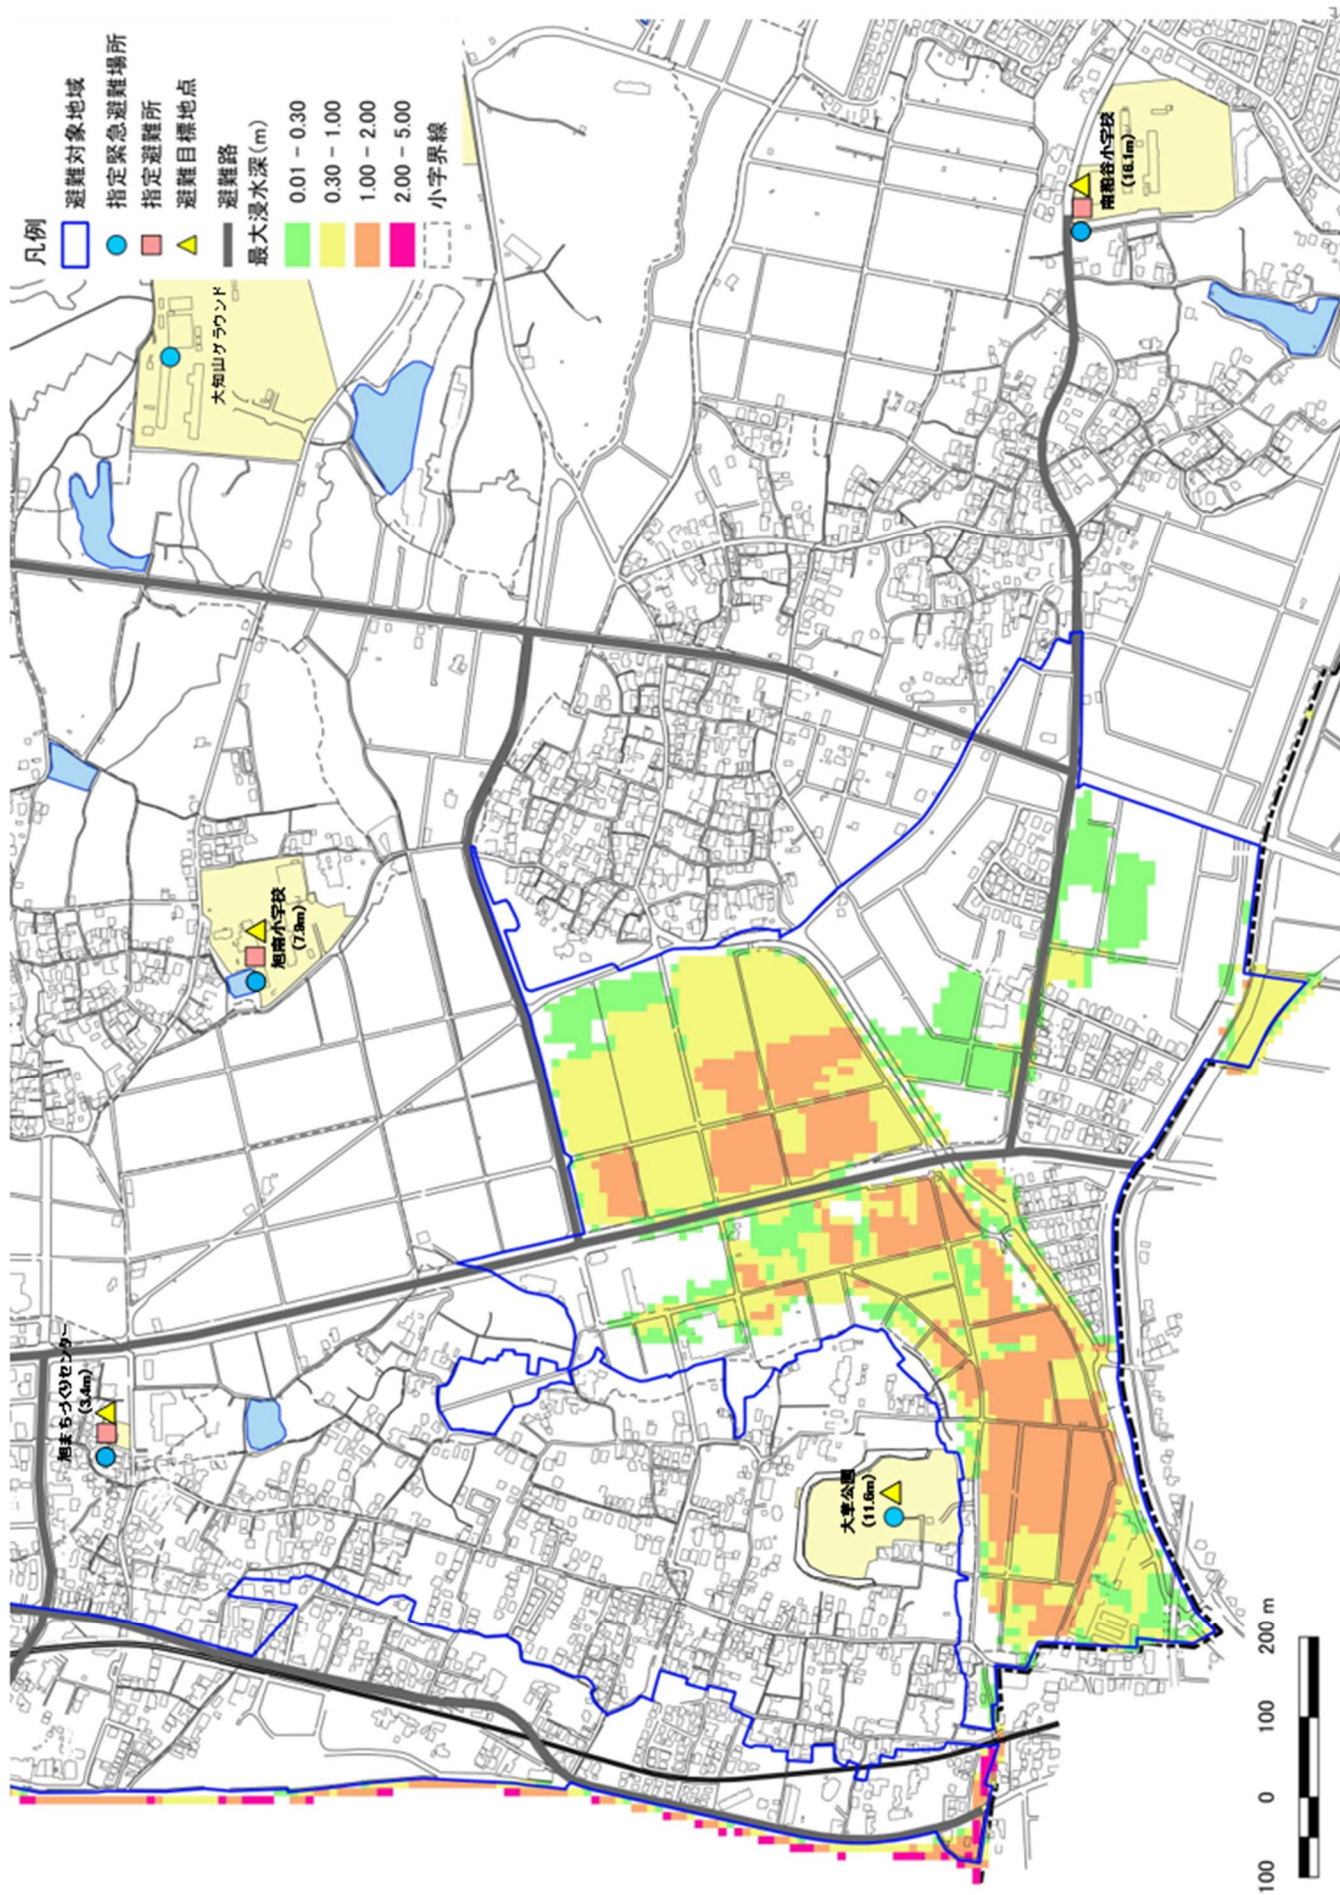 凡例
避難対象地域
指定緊急避難場所
指定避難所
避難目標地点
避難路
最大浸水深(m)
0.01 - 0.30
0.30 - 1.00
1.00 - 2.00
2.00 - 5.00
小字界線
大知山グラウンド
旭南小学校
(7.9m)
南粕谷小学校
(16.1m)
旭まちづくりセンター
(3.4m)
大草公園
(11.6m)
100 0 100 200 m